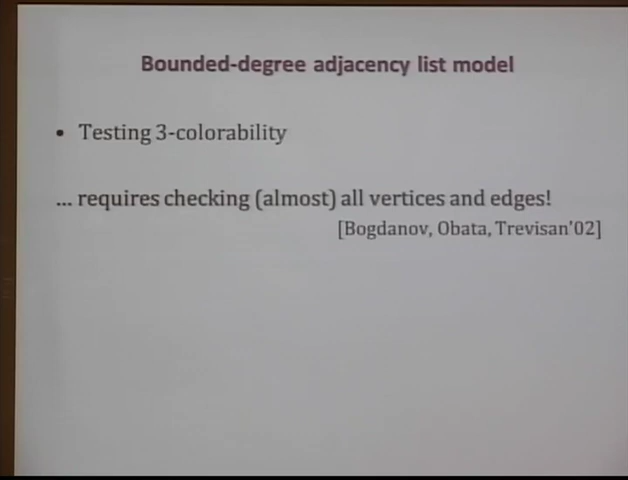 Bounded-degree adjacency list model
• Testing 3-colorability
... requires checking (almost) all vertices and edges!
[Bogdanov, Obata, Trevisan'02]